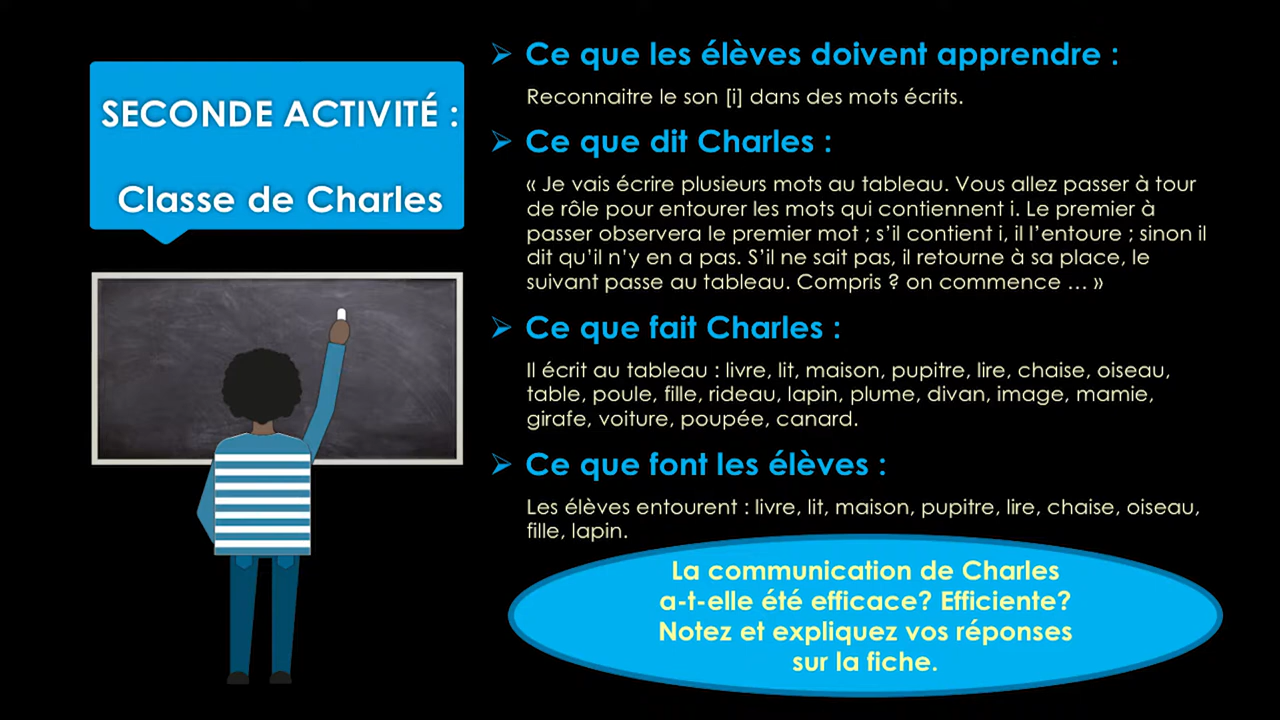 SECONDE ACTIVITÉ :
Classe de Charles
➢ Ce que les élèves doivent apprendre :
Reconnaitre le son [i] dans des mots écrits.
➢ Ce que dit Charles :
« Je vais écrire plusieurs mots au tableau. Vous allez passer à tour
de rôle pour entourer les mots qui contiennent i. Le premier à
passer observera le premier mot ; s’il contient i, il l’entoure ; sinon il
dit qu’il n’y en a pas. S’il ne sait pas, il retourne à sa place, le
suivant passe au tableau. Compris ? on commence … »
➢ Ce que fait Charles :
Il écrit au tableau : livre, lit, maison, pupitre, lire, chaise, oiseau,
table, poule, fille, rideau, lapin, plume, divan, image, mamie,
girafe, voiture, poupée, canard.
➢ Ce que font les élèves :
Les élèves entourent : livre, lit, maison, pupitre, lire, chaise, oiseau,
fille, lapin.
La communication de Charles
a-t-elle été efficace? Efficiente?
Notez et expliquez vos réponses
sur la fiche.